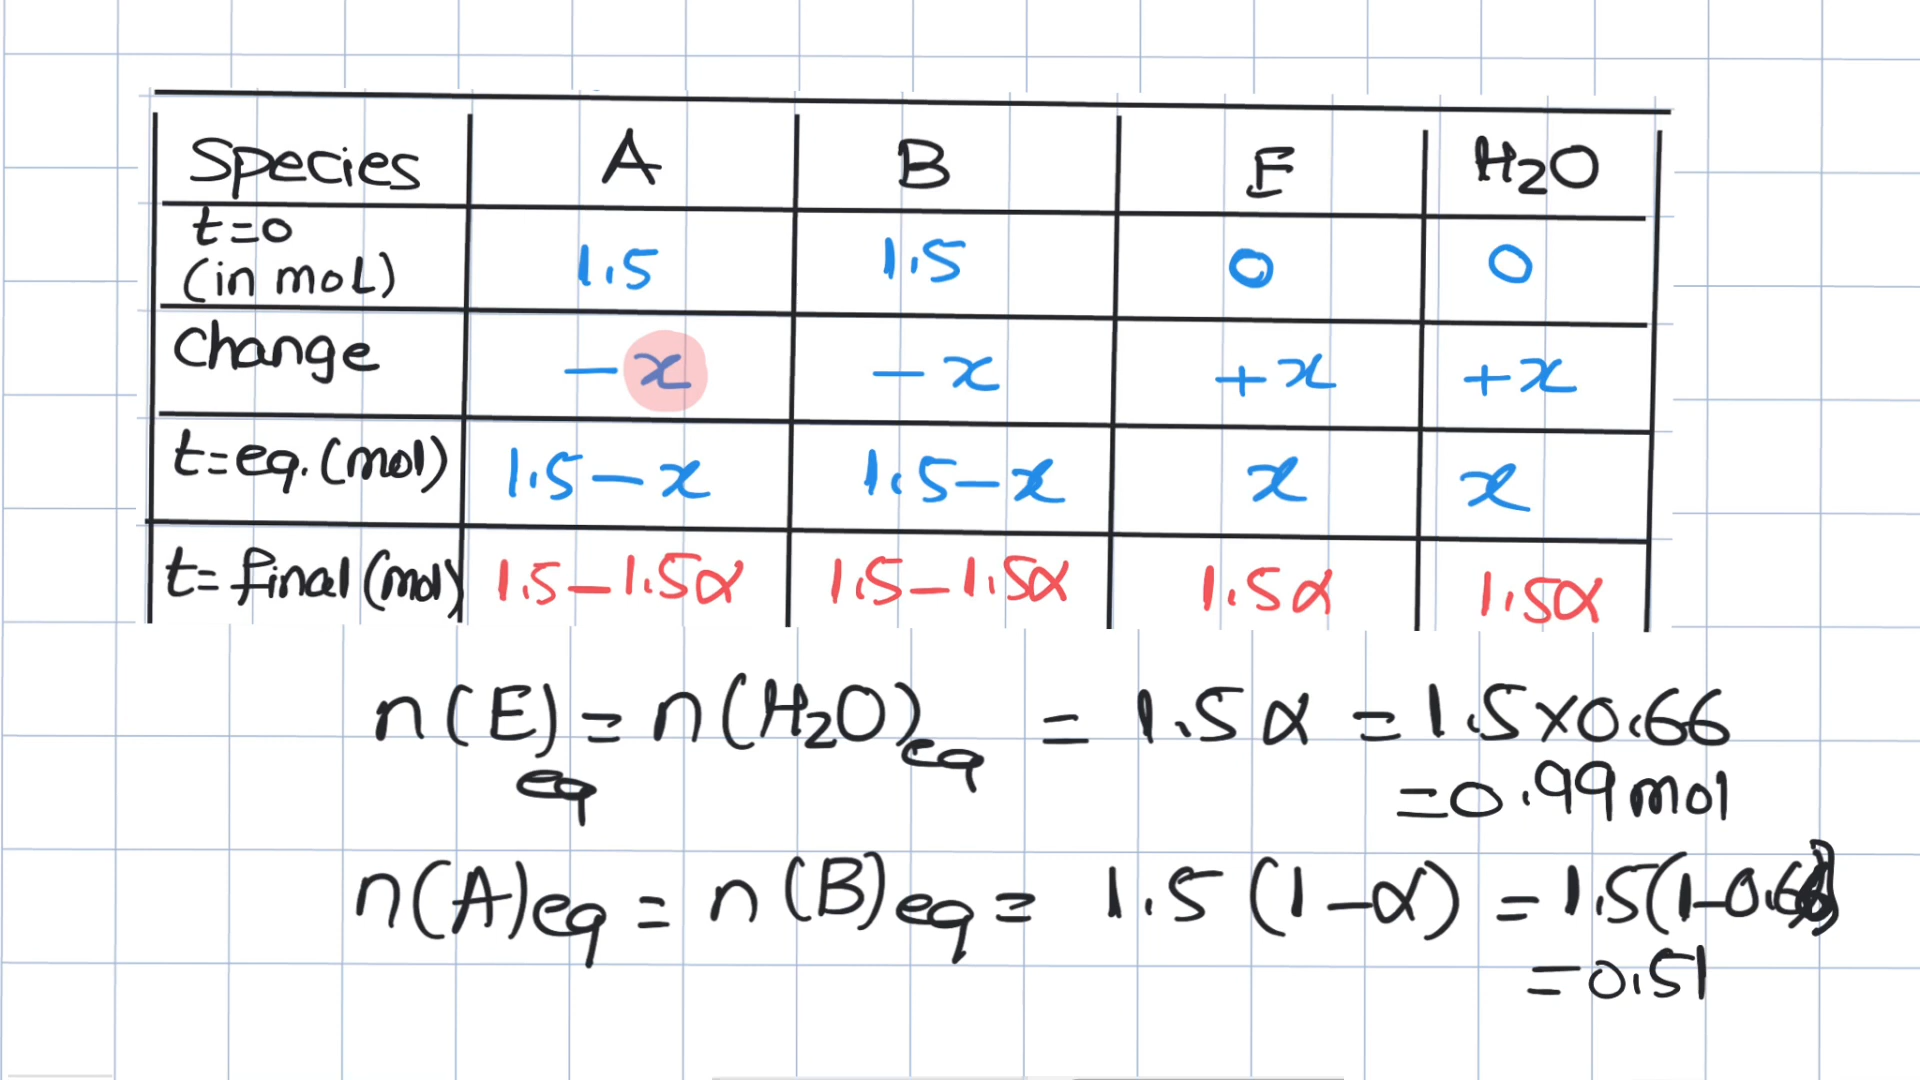 Species A B E H₂O
t=0 (in moL) 1.5 1.5 0 0
Change −x −x +x +x
t=eq.(mol) 1.5−x 1.5−x x x
t=final(mol) 1.5−1.5α 1.5−1.5α 1.5α 1.5α
n(E)eq = n(H₂O)eq = 1.5α = 1.5×0.66
=0.99mol
n(A)eq = n(B)eq = 1.5(1−α) = 1.5(1−0.66)
=0.51